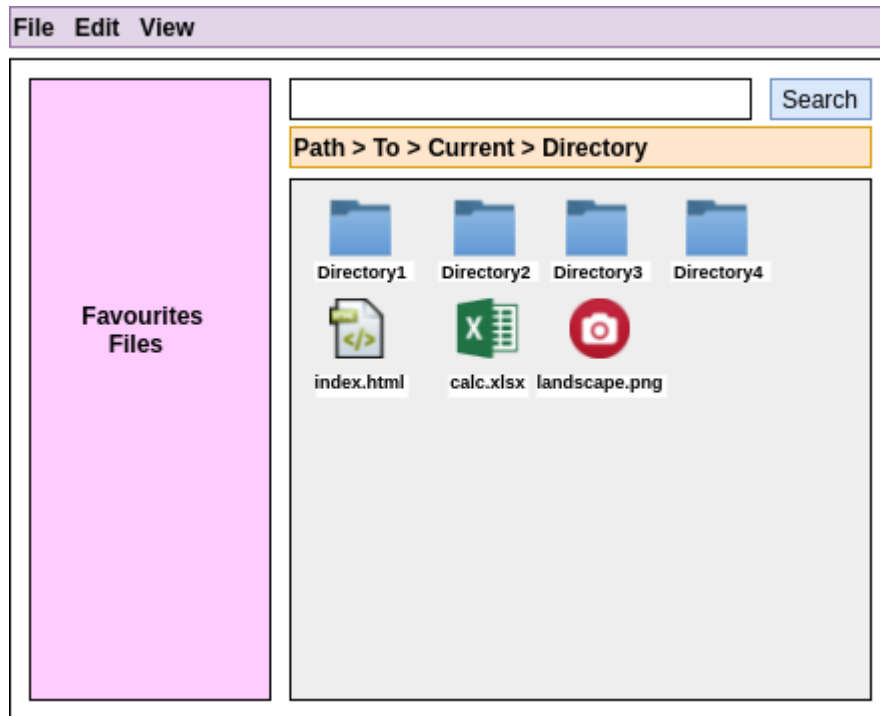 File Edit View
Search
Path > To > Current > Directory
Favourites
Files
Directory1 Directory2 Directory3 Directory4
X </>
index.html calc.xlsx landscape.png